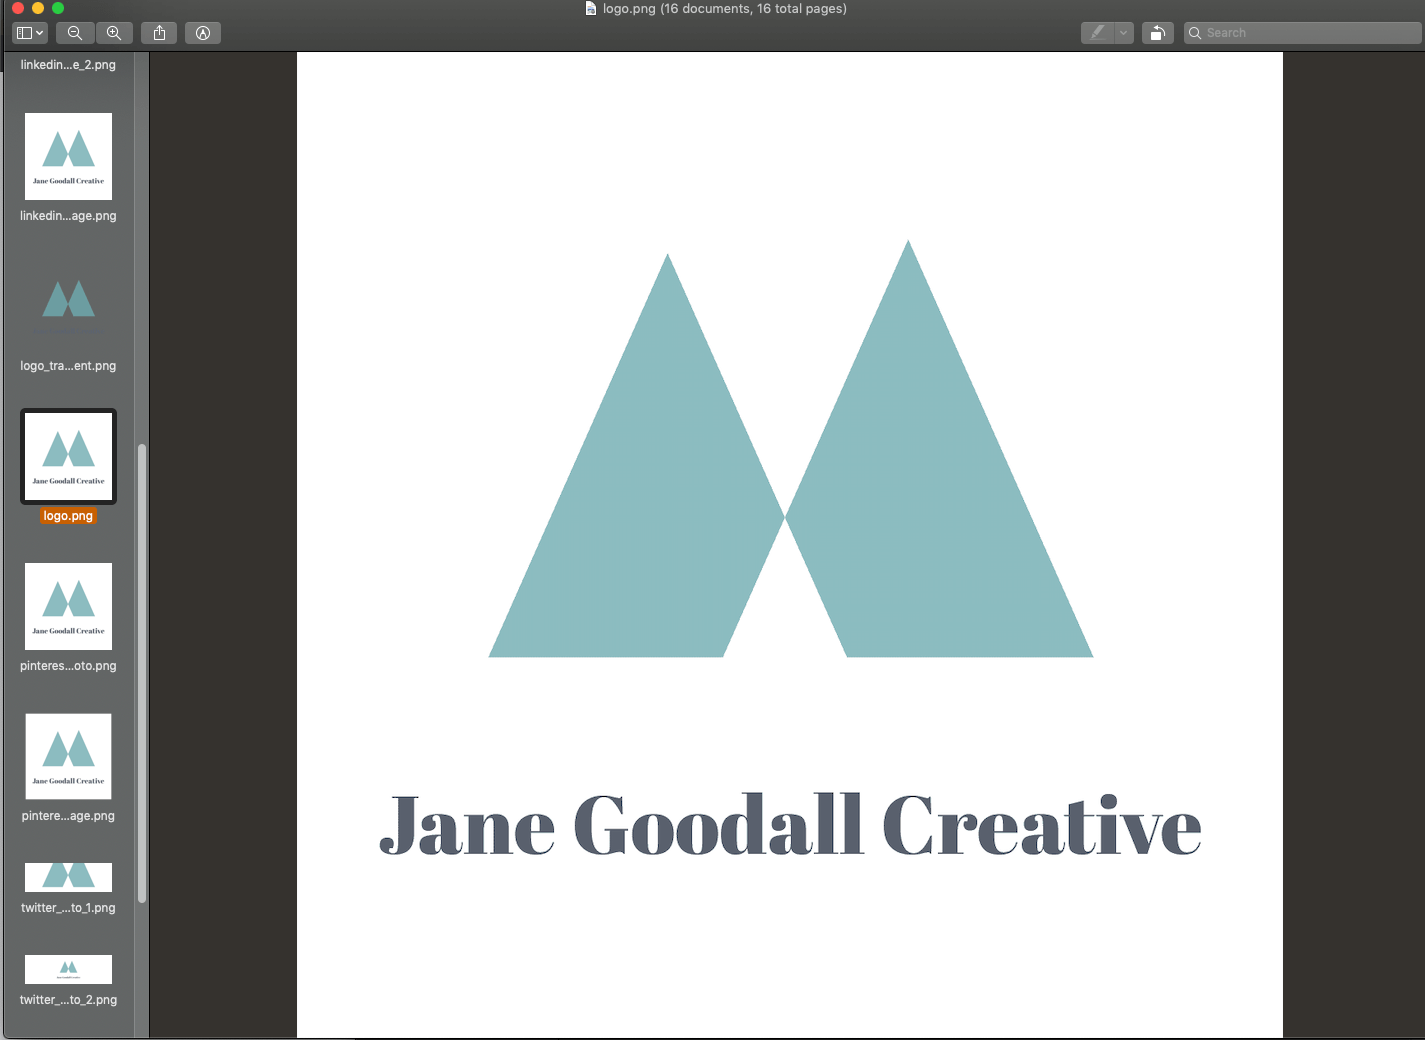 logo.png (16 documents, 16 total pages)
Search
linkedin...e_2.png
Jane Goodall Creative
linkedin...age.png
logo_tra...ent.png
Jane Goodall Creative
logo.png
Jane Goodall Creative
pinteres...oto.png
Jane Goodall Creative
pintere...age.png
twitter_...to_1.png
twitter_...to_2.png
Jane Goodall Creative